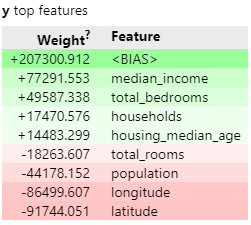 y top features
Weight? Feature
+207300.912 <BIAS>
+77291.553 median_income
+49587.338 total_bedrooms
+17470.576 households
+14483.299 housing_median_age
-18263.607 total_rooms
-44178.152 population
-86499.607 longitude
-91744.051 latitude